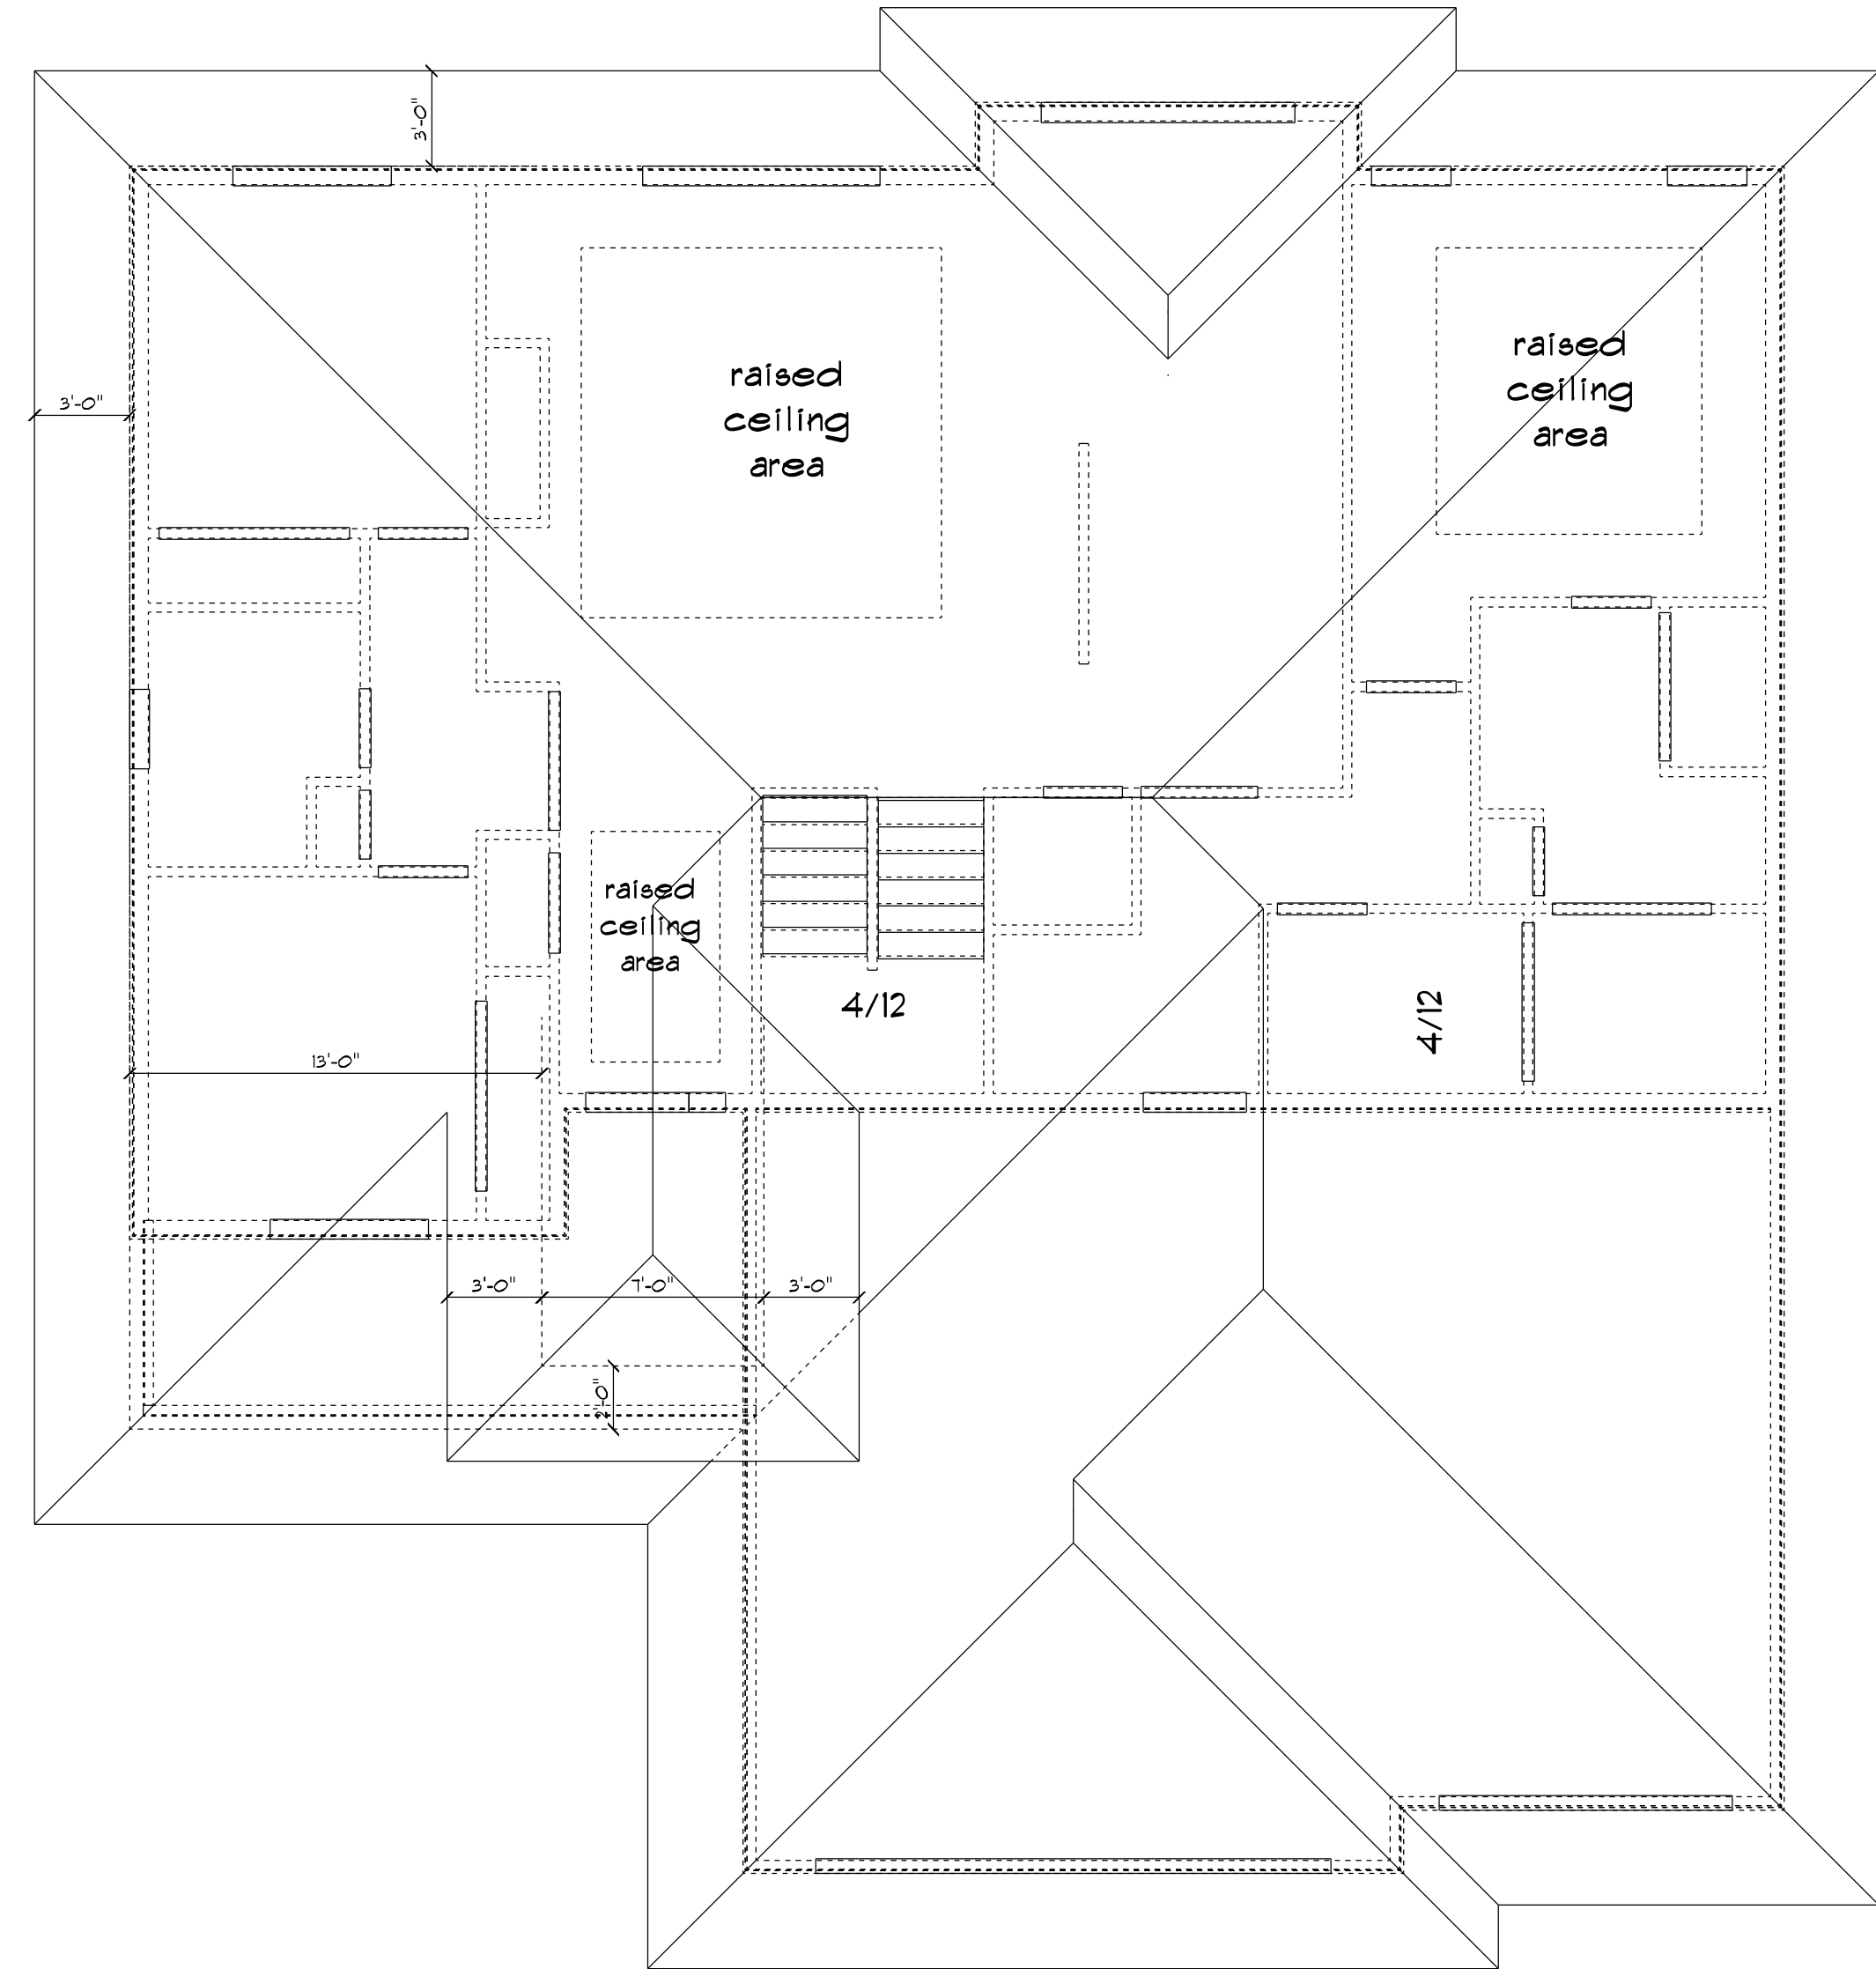 3'-0"
raised
ceiling
area
raised
ceiling
area
3'-0"
raised
ceiling
area
4/12
4/12
13'-0"
3'-0"
7'-0"
3'-0"
2'-0"